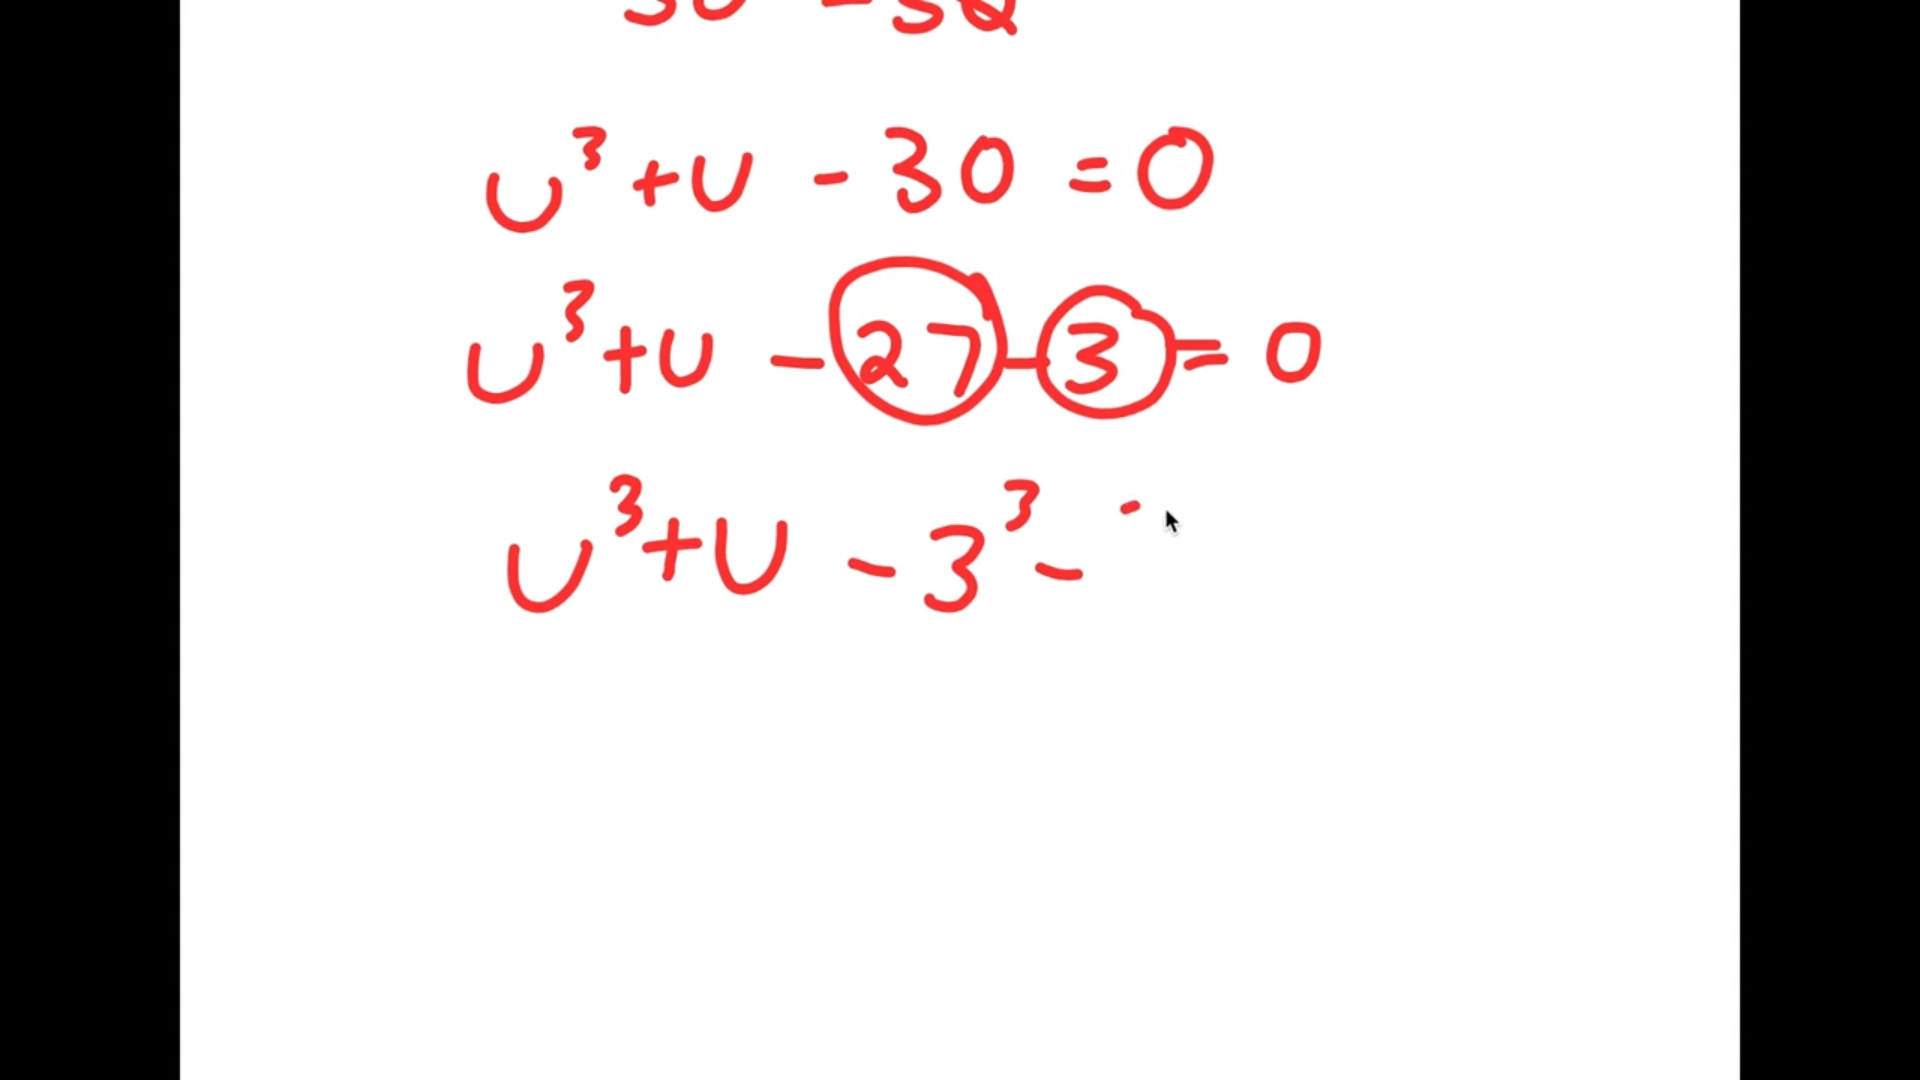 u³+u - 30 = 0
u³+u - 27 - 3 = 0
u³+u - 3³ -